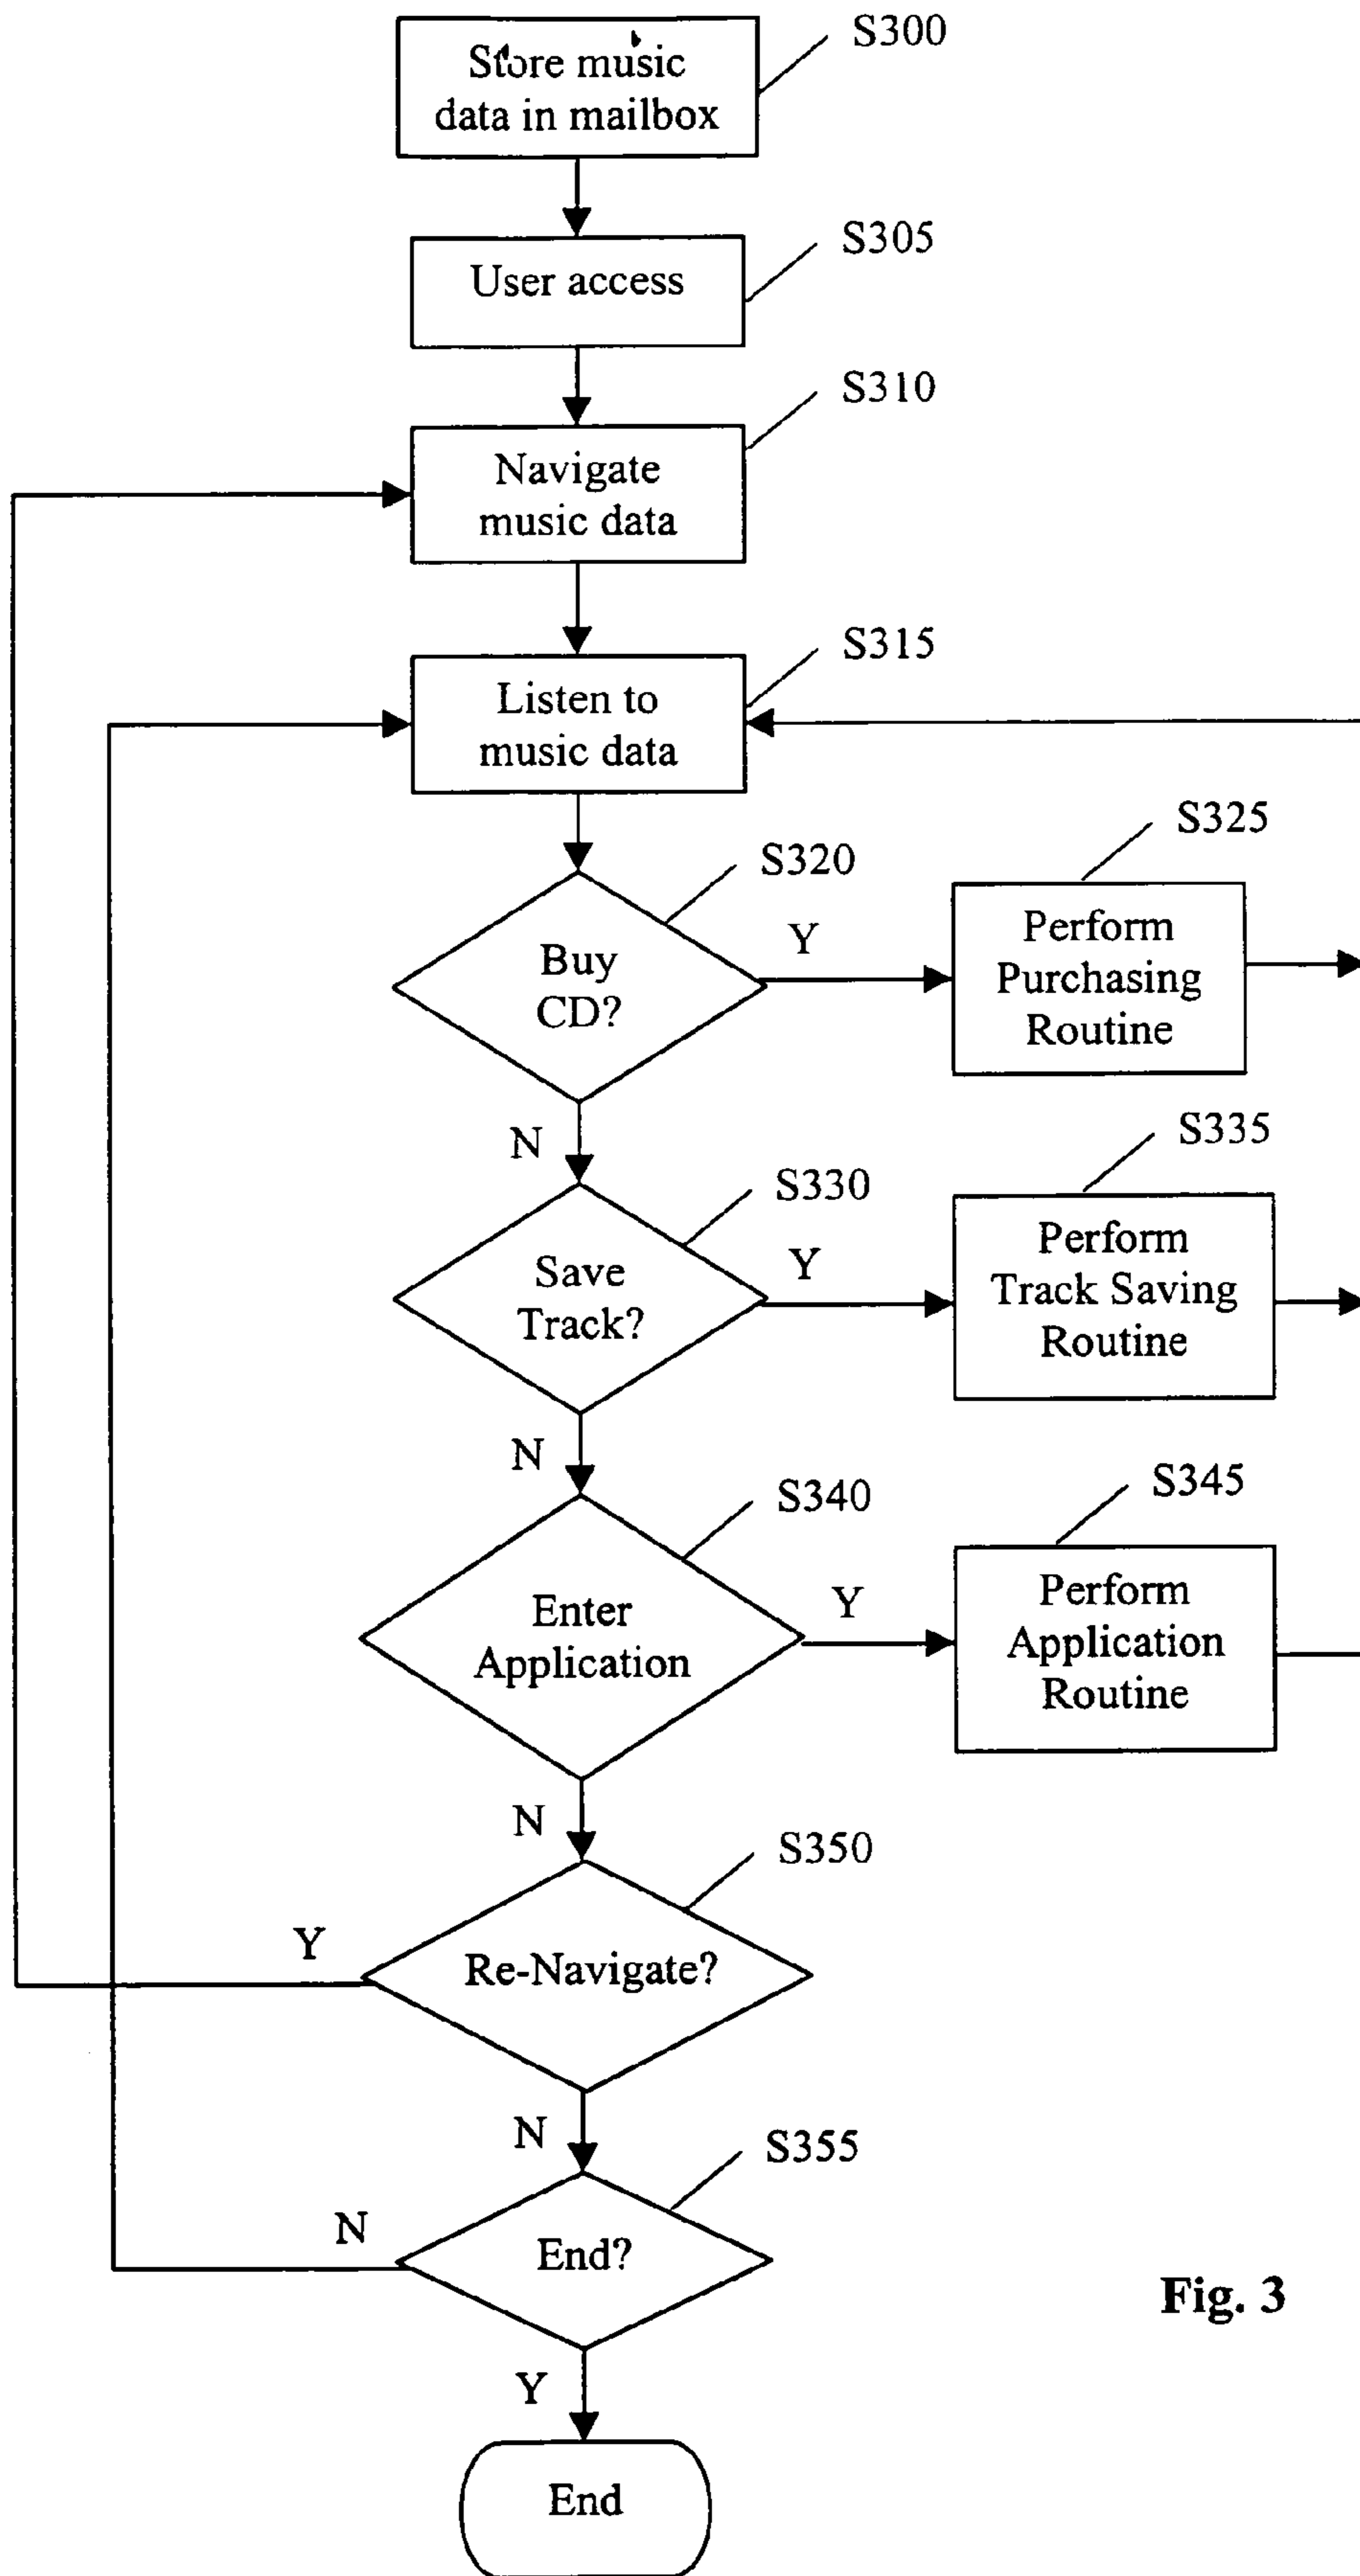 S300
Store music
data in mailbox
S305
User access
S310
Navigate
music data
S315
Listen to
music data
S320
Buy
CD?
Y
S325
Perform
Purchasing
Routine
N
S330
Save
Track?
Y
S335
Perform
Track Saving
Routine
N
S340
Enter
Application
Y
S345
Perform
Application
Routine
N
S350
Re-Navigate?
Y
N
S355
End?
N
Y
End
Fig. 3